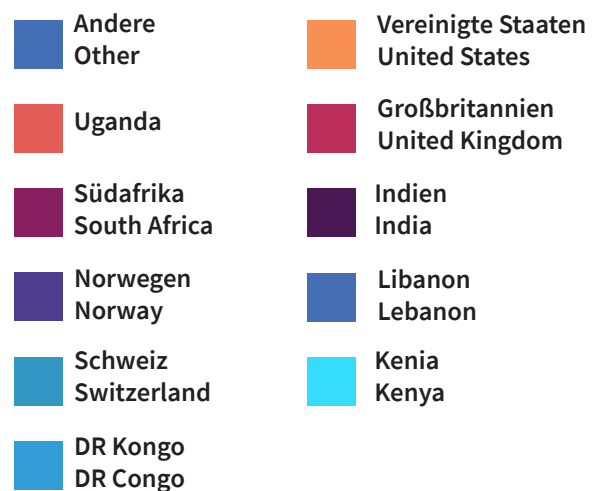 Andere
Other
Uganda
Südafrika
South Africa
Norwegen
Norway
Schweiz
Switzerland
DR Kongo
DR Congo
Vereinigte Staaten
United States
Großbritannien
United Kingdom
Indien
India
Libanon
Lebanon
Kenia
Kenya